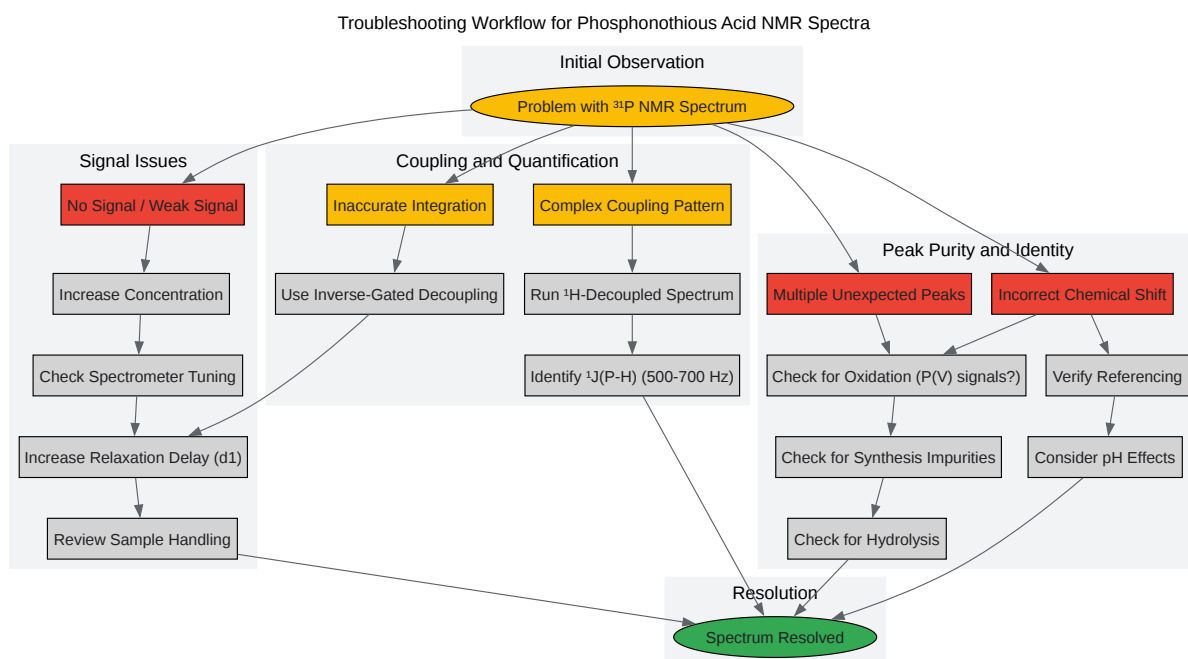 Troubleshooting Workflow for Phosphonothious Acid NMR Spectra
Initial Observation
Problem with ³¹P NMR Spectrum
Signal Issues
No Signal / Weak Signal
Increase Concentration
Check Spectrometer Tuning
Increase Relaxation Delay (d1)
Review Sample Handling
Coupling and Quantification
Inaccurate Integration
Use Inverse-Gated Decoupling
Complex Coupling Pattern
Run ¹H-Decoupled Spectrum
Identify ¹J(P-H) (500-700 Hz)
Peak Purity and Identity
Multiple Unexpected Peaks
Incorrect Chemical Shift
Check for Oxidation (P(V) signals?)
Verify Referencing
Check for Synthesis Impurities
Consider pH Effects
Check for Hydrolysis
Resolution
Spectrum Resolved